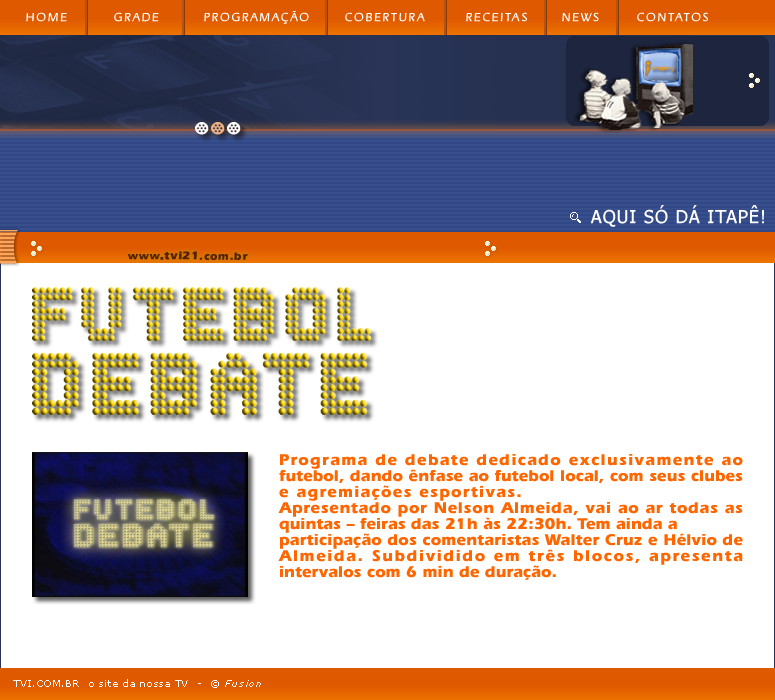 HOME GRADE PROGRAMAÇÃO COBERTURA RECEITAS NEWS CONTATOS
AQUI SÓ DÁ ITAPÊ!
www.tvi21.com.br
FUTEBOL
DEBATE
FUTEBOL
DEBATE
Programa de debate dedicado exclusivamente ao
futebol, dando ênfase ao futebol local, com seus clubes
e agremiações esportivas.
Apresentado por Nelson Almeida, vai ao ar todas as
quintas – feiras das 21h às 22:30h. Tem ainda a
participação dos comentaristas Walter Cruz e Hélvio de
Almeida. Subdividido em três blocos, apresenta
intervalos com 6 min de duração.
TVI.COM.BR o site da nossa TV - © Fusion